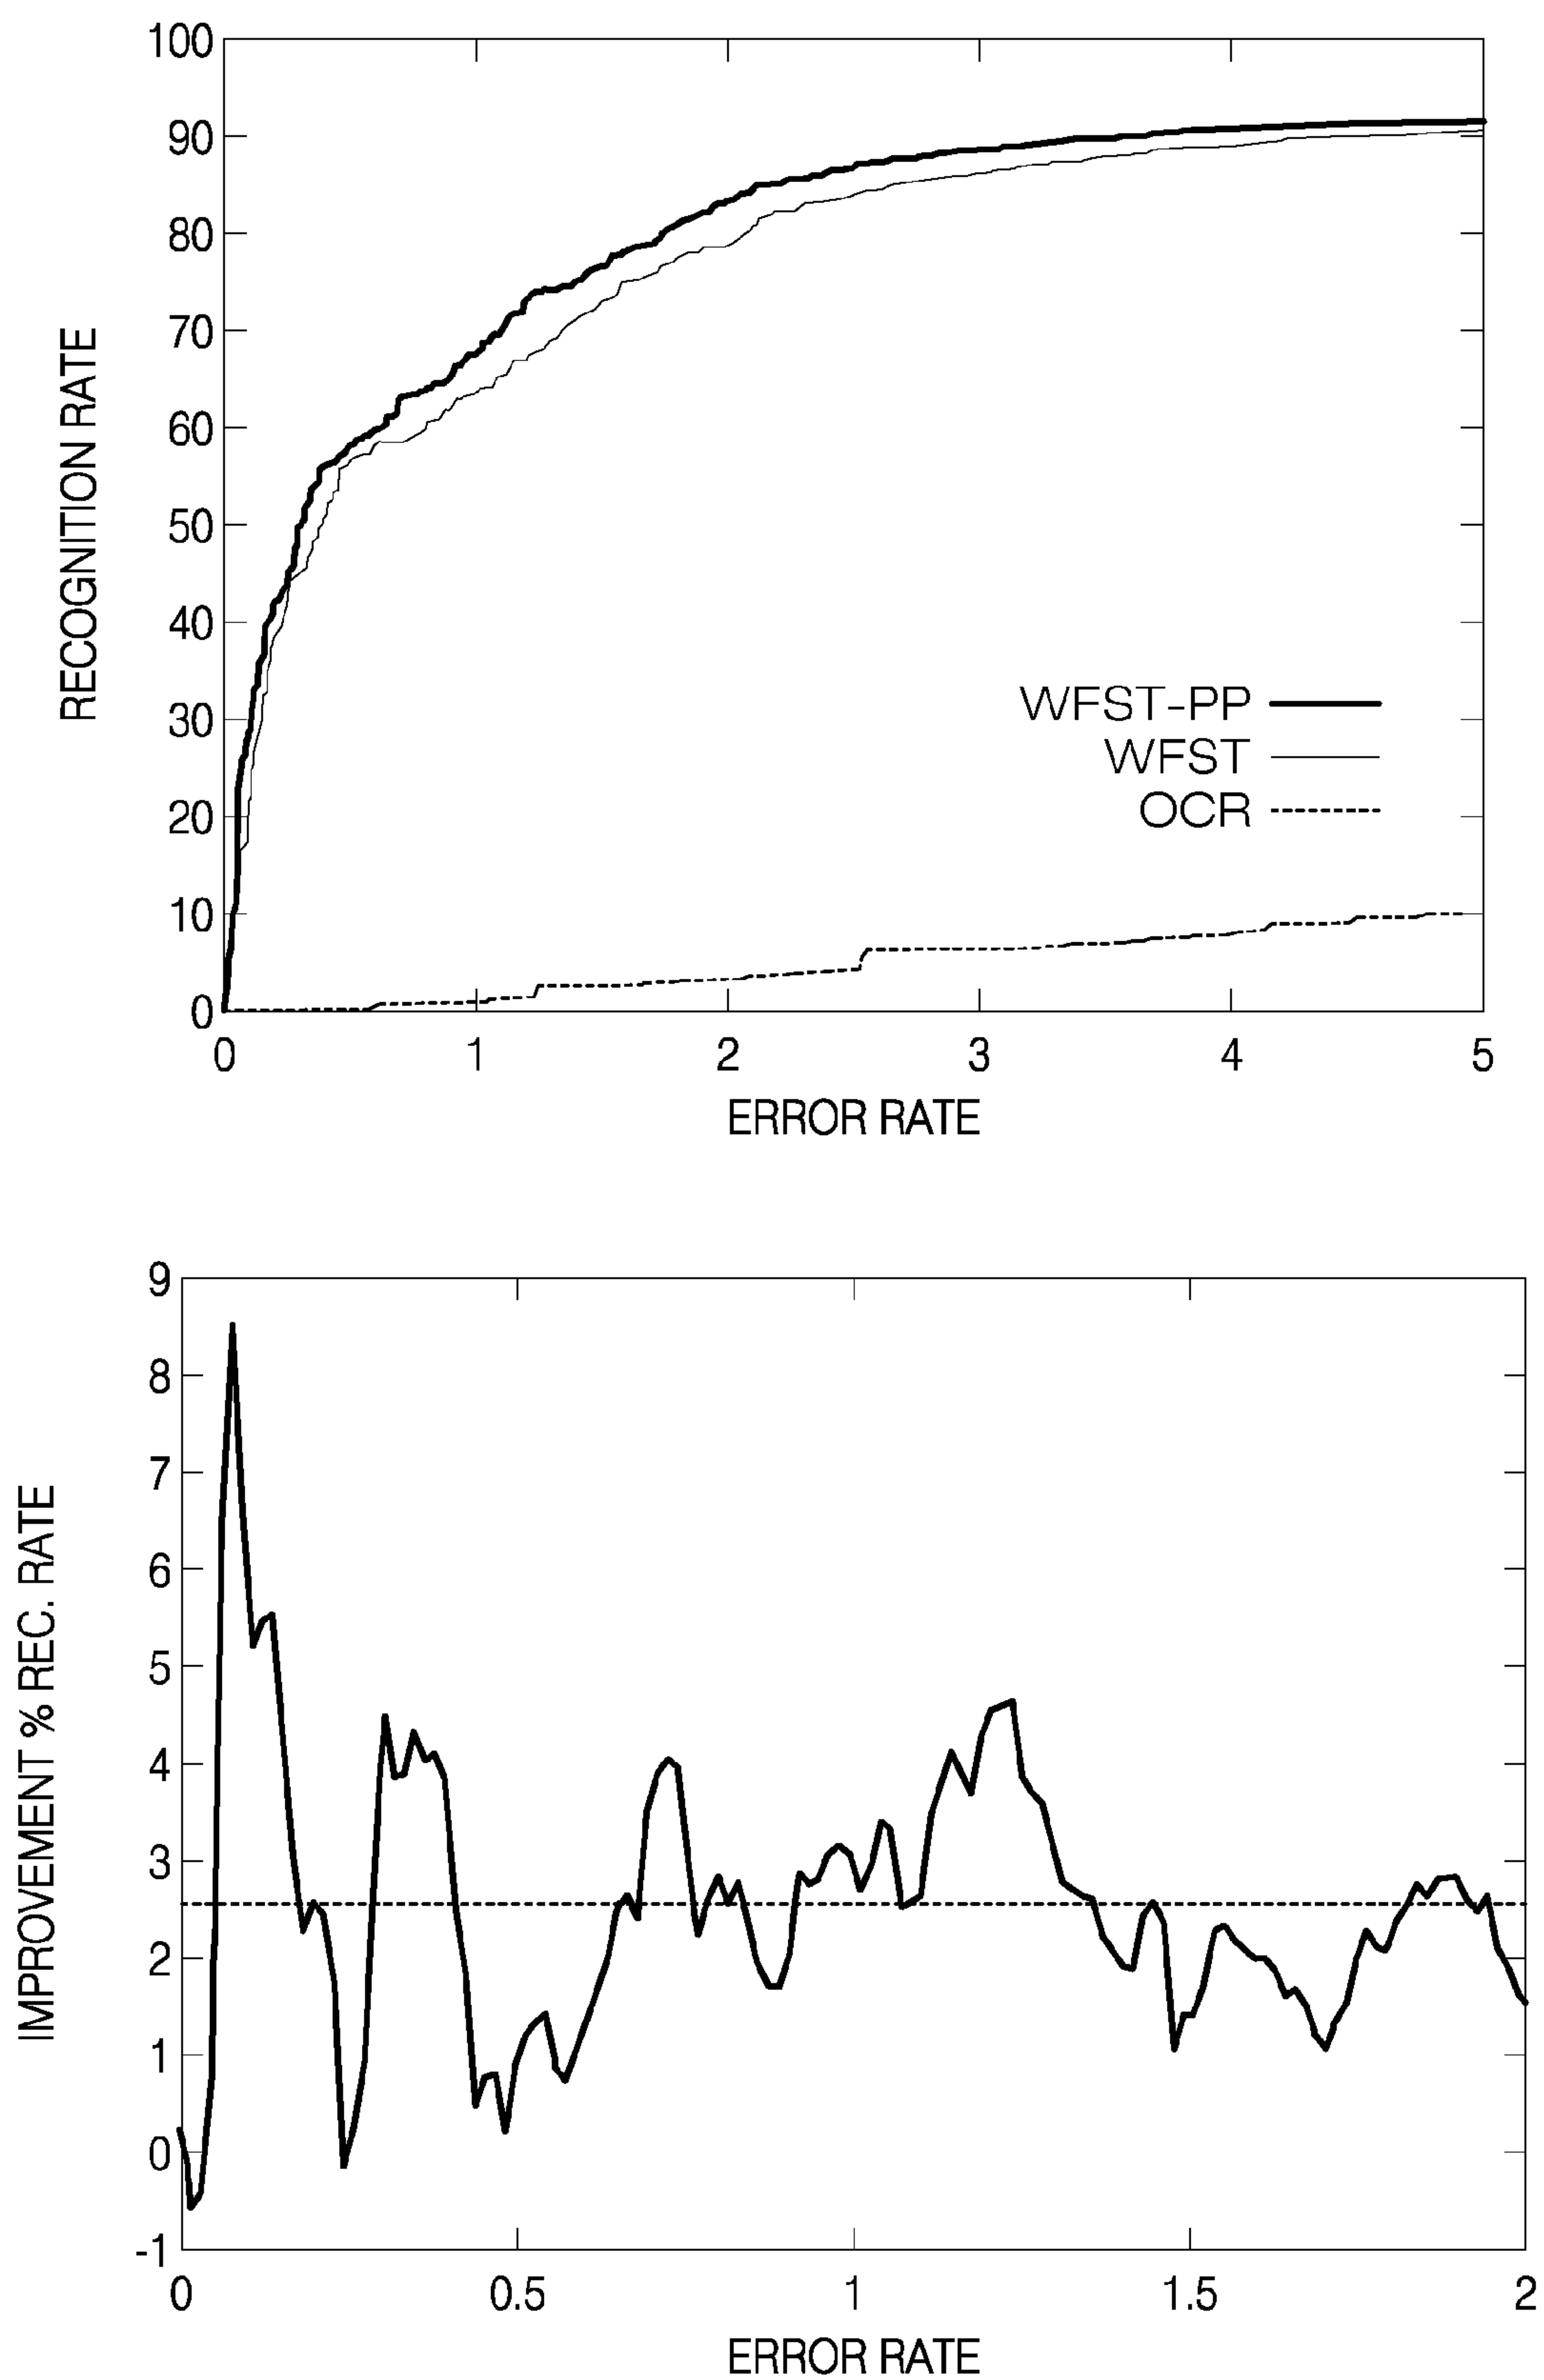 100
90
80
70
60
50
40
30
20
10
0
RECOGNITION RATE
WFST-PP
WFST
OCR
0 1 2 3 4 5
ERROR RATE
9
8
7
6
5
4
3
2
1
0
-1
IMPROVEMENT % REC. RATE
0 0.5 1 1.5 2
ERROR RATE